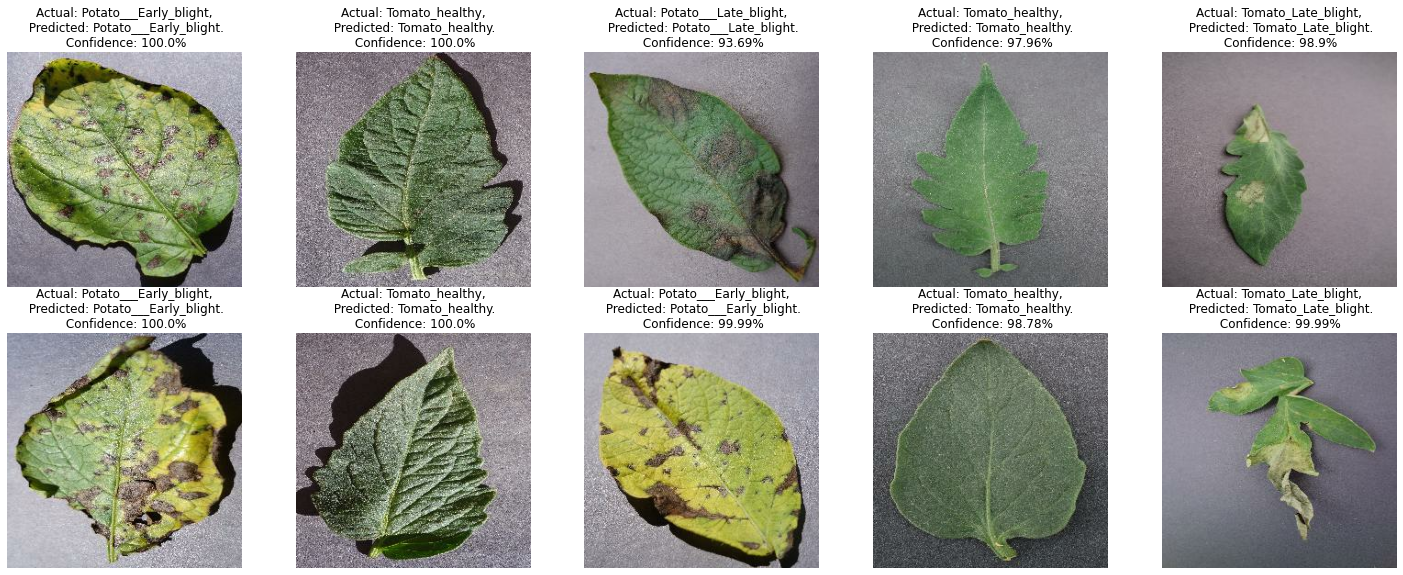 Actual: Potato___Early_blight,
Predicted: Potato___Early_blight.
Confidence: 100.0%
Actual: Tomato_healthy,
Predicted: Tomato_healthy.
Confidence: 100.0%
Actual: Potato___Late_blight,
Predicted: Potato___Late_blight.
Confidence: 93.69%
Actual: Tomato_healthy,
Predicted: Tomato_healthy.
Confidence: 97.96%
Actual: Tomato_Late_blight,
Predicted: Tomato_Late_blight.
Confidence: 98.9%
Actual: Potato___Early_blight,
Predicted: Potato___Early_blight.
Confidence: 100.0%
Actual: Tomato_healthy,
Predicted: Tomato_healthy.
Confidence: 100.0%
Actual: Potato___Early_blight,
Predicted: Potato___Early_blight.
Confidence: 99.99%
Actual: Tomato_healthy,
Predicted: Tomato_healthy.
Confidence: 98.78%
Actual: Tomato_Late_blight,
Predicted: Tomato_Late_blight.
Confidence: 99.99%